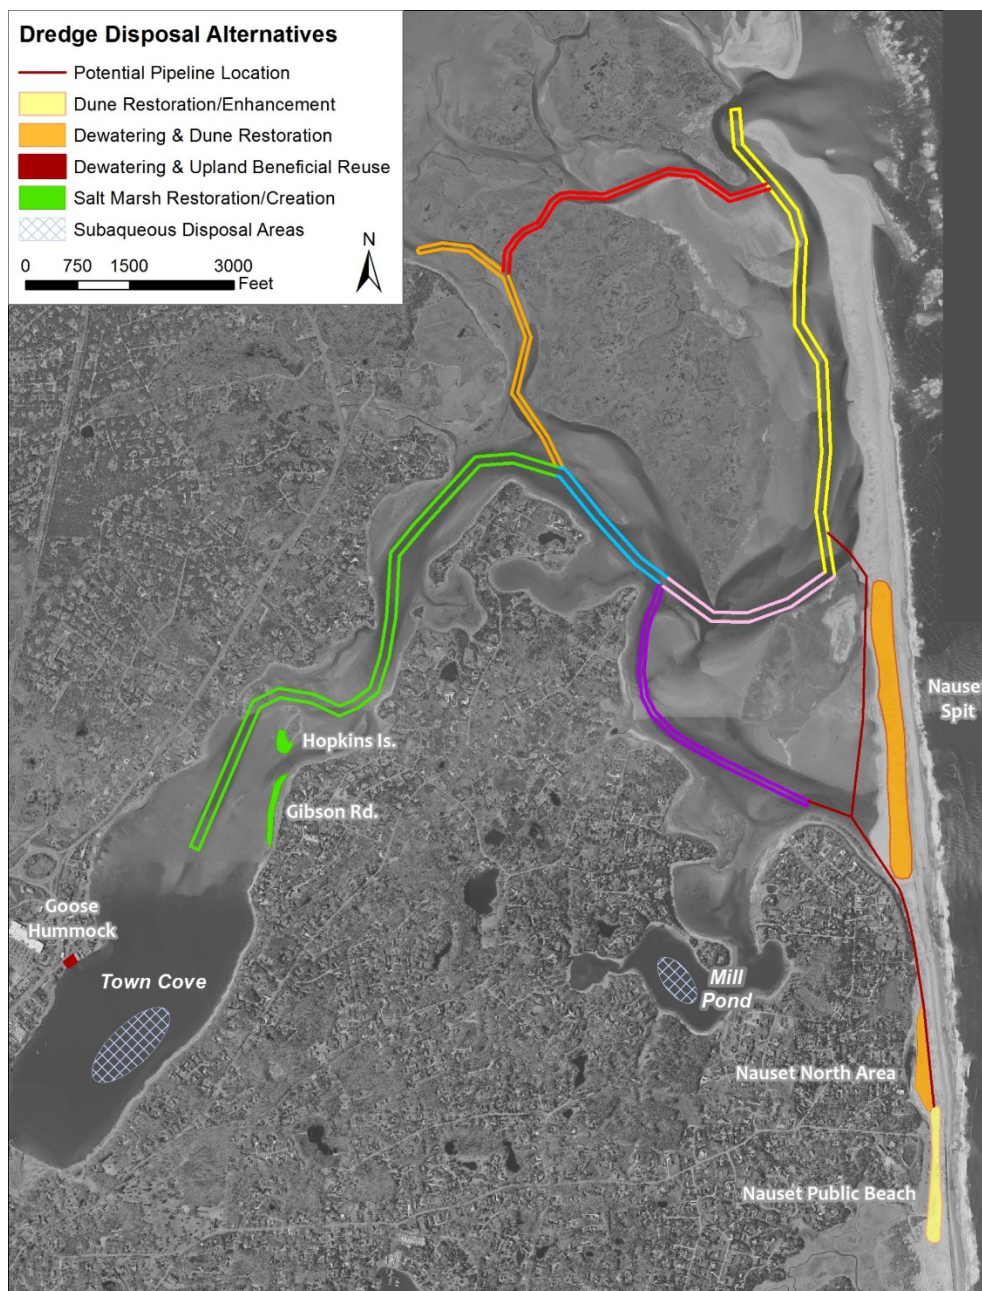 Dredge Disposal Alternatives
Potential Pipeline Location
Dune Restoration/Enhancement
Dewatering & Dune Restoration
Dewatering & Upland Beneficial Reuse
Salt Marsh Restoration/Creation
Subaqueous Disposal Areas
N
0 750 1500 3000
Feet
Nauset
Spit
Hopkins Is.
Gibson Rd.
Goose
Hummock
Town Cove
Mill
Pond
Nauset North Area
Nauset Public Beach